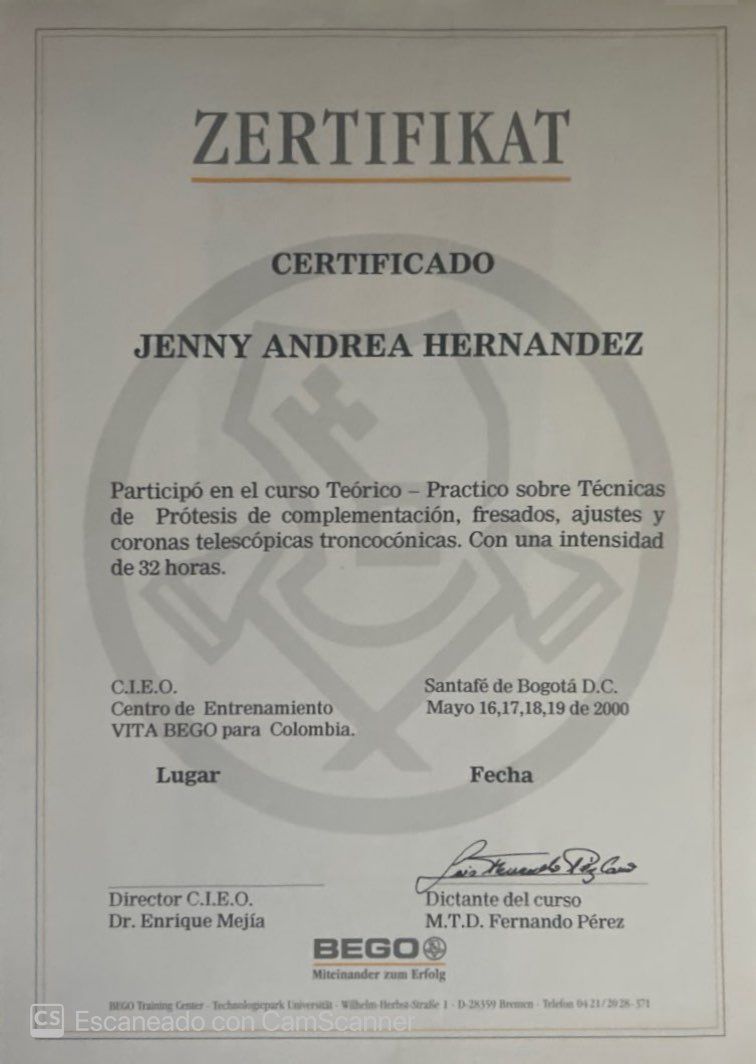 ZERTIFIKAT
CERTIFICADO
JENNY ANDREA HERNANDEZ
Participó en el curso Teórico – Practico sobre Técnicas
de Prótesis de complementación, fresados, ajustes y
coronas telescópicas troncocónicas. Con una intensidad
de 32 horas.
C.I.E.O.
Centro de Entrenamiento
VITA BEGO para Colombia.
Lugar
Santafé de Bogotá D.C.
Mayo 16,17,18,19 de 2000
Fecha
Director C.I.E.O.
Dr. Enrique Mejía
Dictante del curso
M.T.D. Fernando Pérez
BEGO
Miteinander zum Erfolg
BEGO Training Center - Technologiepark Universität - Wilhelm-Herbst-Straße 1 - D-28359 Bremen - Telefon 04 21/20 28- 371
CS Escaneado con CamScanner